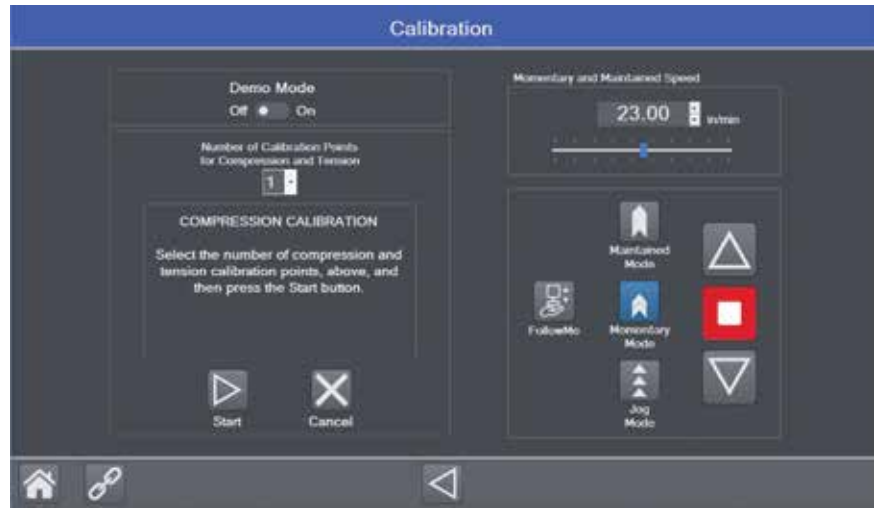 Calibration
Demo Mode
Off On
Number of Calibration Points
for Compression and Tension
1
COMPRESSION CALIBRATION
Select the number of compression and
tension calibration points, above, and
then press the Start button.
Start
Cancel
Momentary and Maintained Speed
23.00
in/min
Maintained
Mode
FollowMe
Momentary
Mode
Jog
Mode